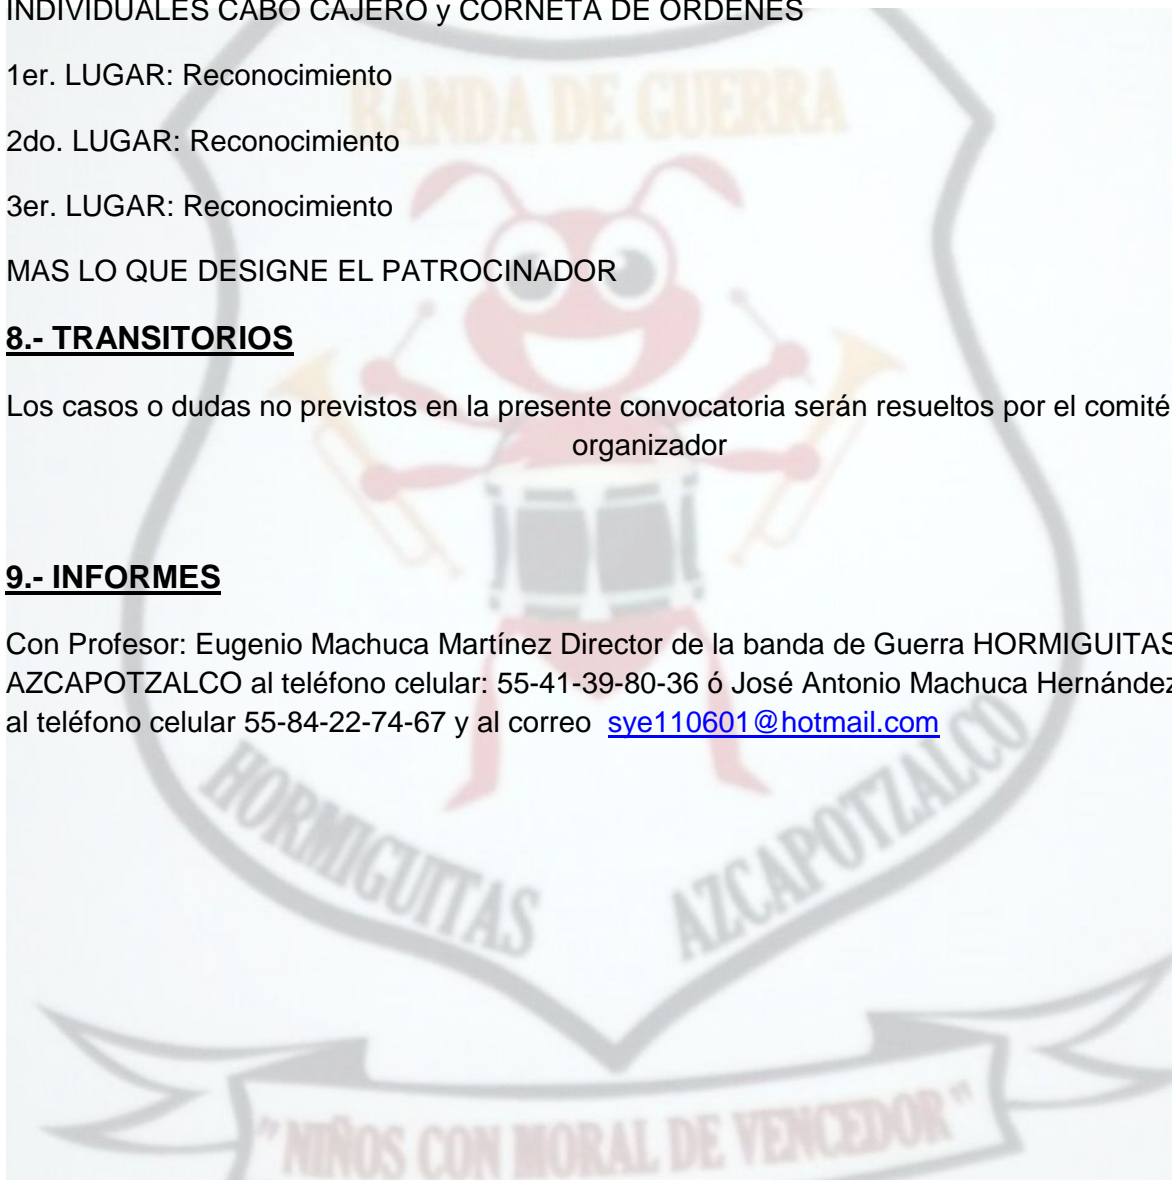 INDIVIDUALES CABO CAJERO y CORNETA DE ORDENES
BANDA DE GUERRA
1er. LUGAR: Reconocimiento
2do. LUGAR: Reconocimiento
3er. LUGAR: Reconocimiento
MAS LO QUE DESIGNE EL PATROCINADOR
8.- TRANSITORIOS
Los casos o dudas no previstos en la presente convocatoria serán resueltos por el comité
organizador
9.- INFORMES
Con Profesor: Eugenio Machuca Martínez Director de la banda de Guerra HORMIGUITAS
AZCAPOTZALCO al teléfono celular: 55-41-39-80-36 ó José Antonio Machuca Hernández
al teléfono celular 55-84-22-74-67 y al correo sye110601@hotmail.com
HORMIGUITAS AZCAPOTZALCO
"NIÑOS CON MORAL DE VENCEDOR"